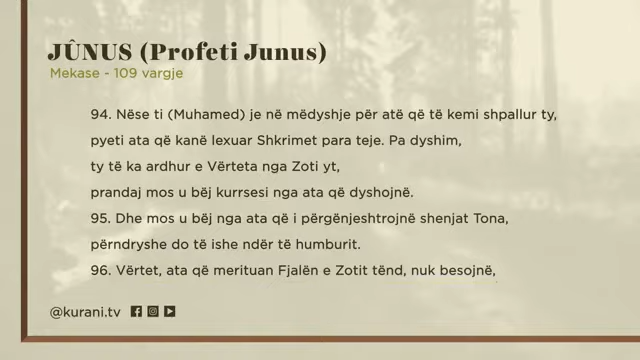 JÛNUS (Profeti Junus)
Mekase - 109 vargje
94. Nëse ti (Muhamed) je në mëdyshje për atë që të kemi shpallur ty,
pyeti ata që kanë lexuar Shkrimet para teje. Pa dyshim,
ty të ka ardhur e Vërteta nga Zoti yt,
prandaj mos u bëj kurrsesi nga ata që dyshojnë.
95. Dhe mos u bëj nga ata që i përgënjeshtrojnë shenjat Tona,
përndryshe do të ishe ndër të humburit.
96. Vërtet, ata që merituan Fjalën e Zotit tënd, nuk besojnë,
@kurani.tv